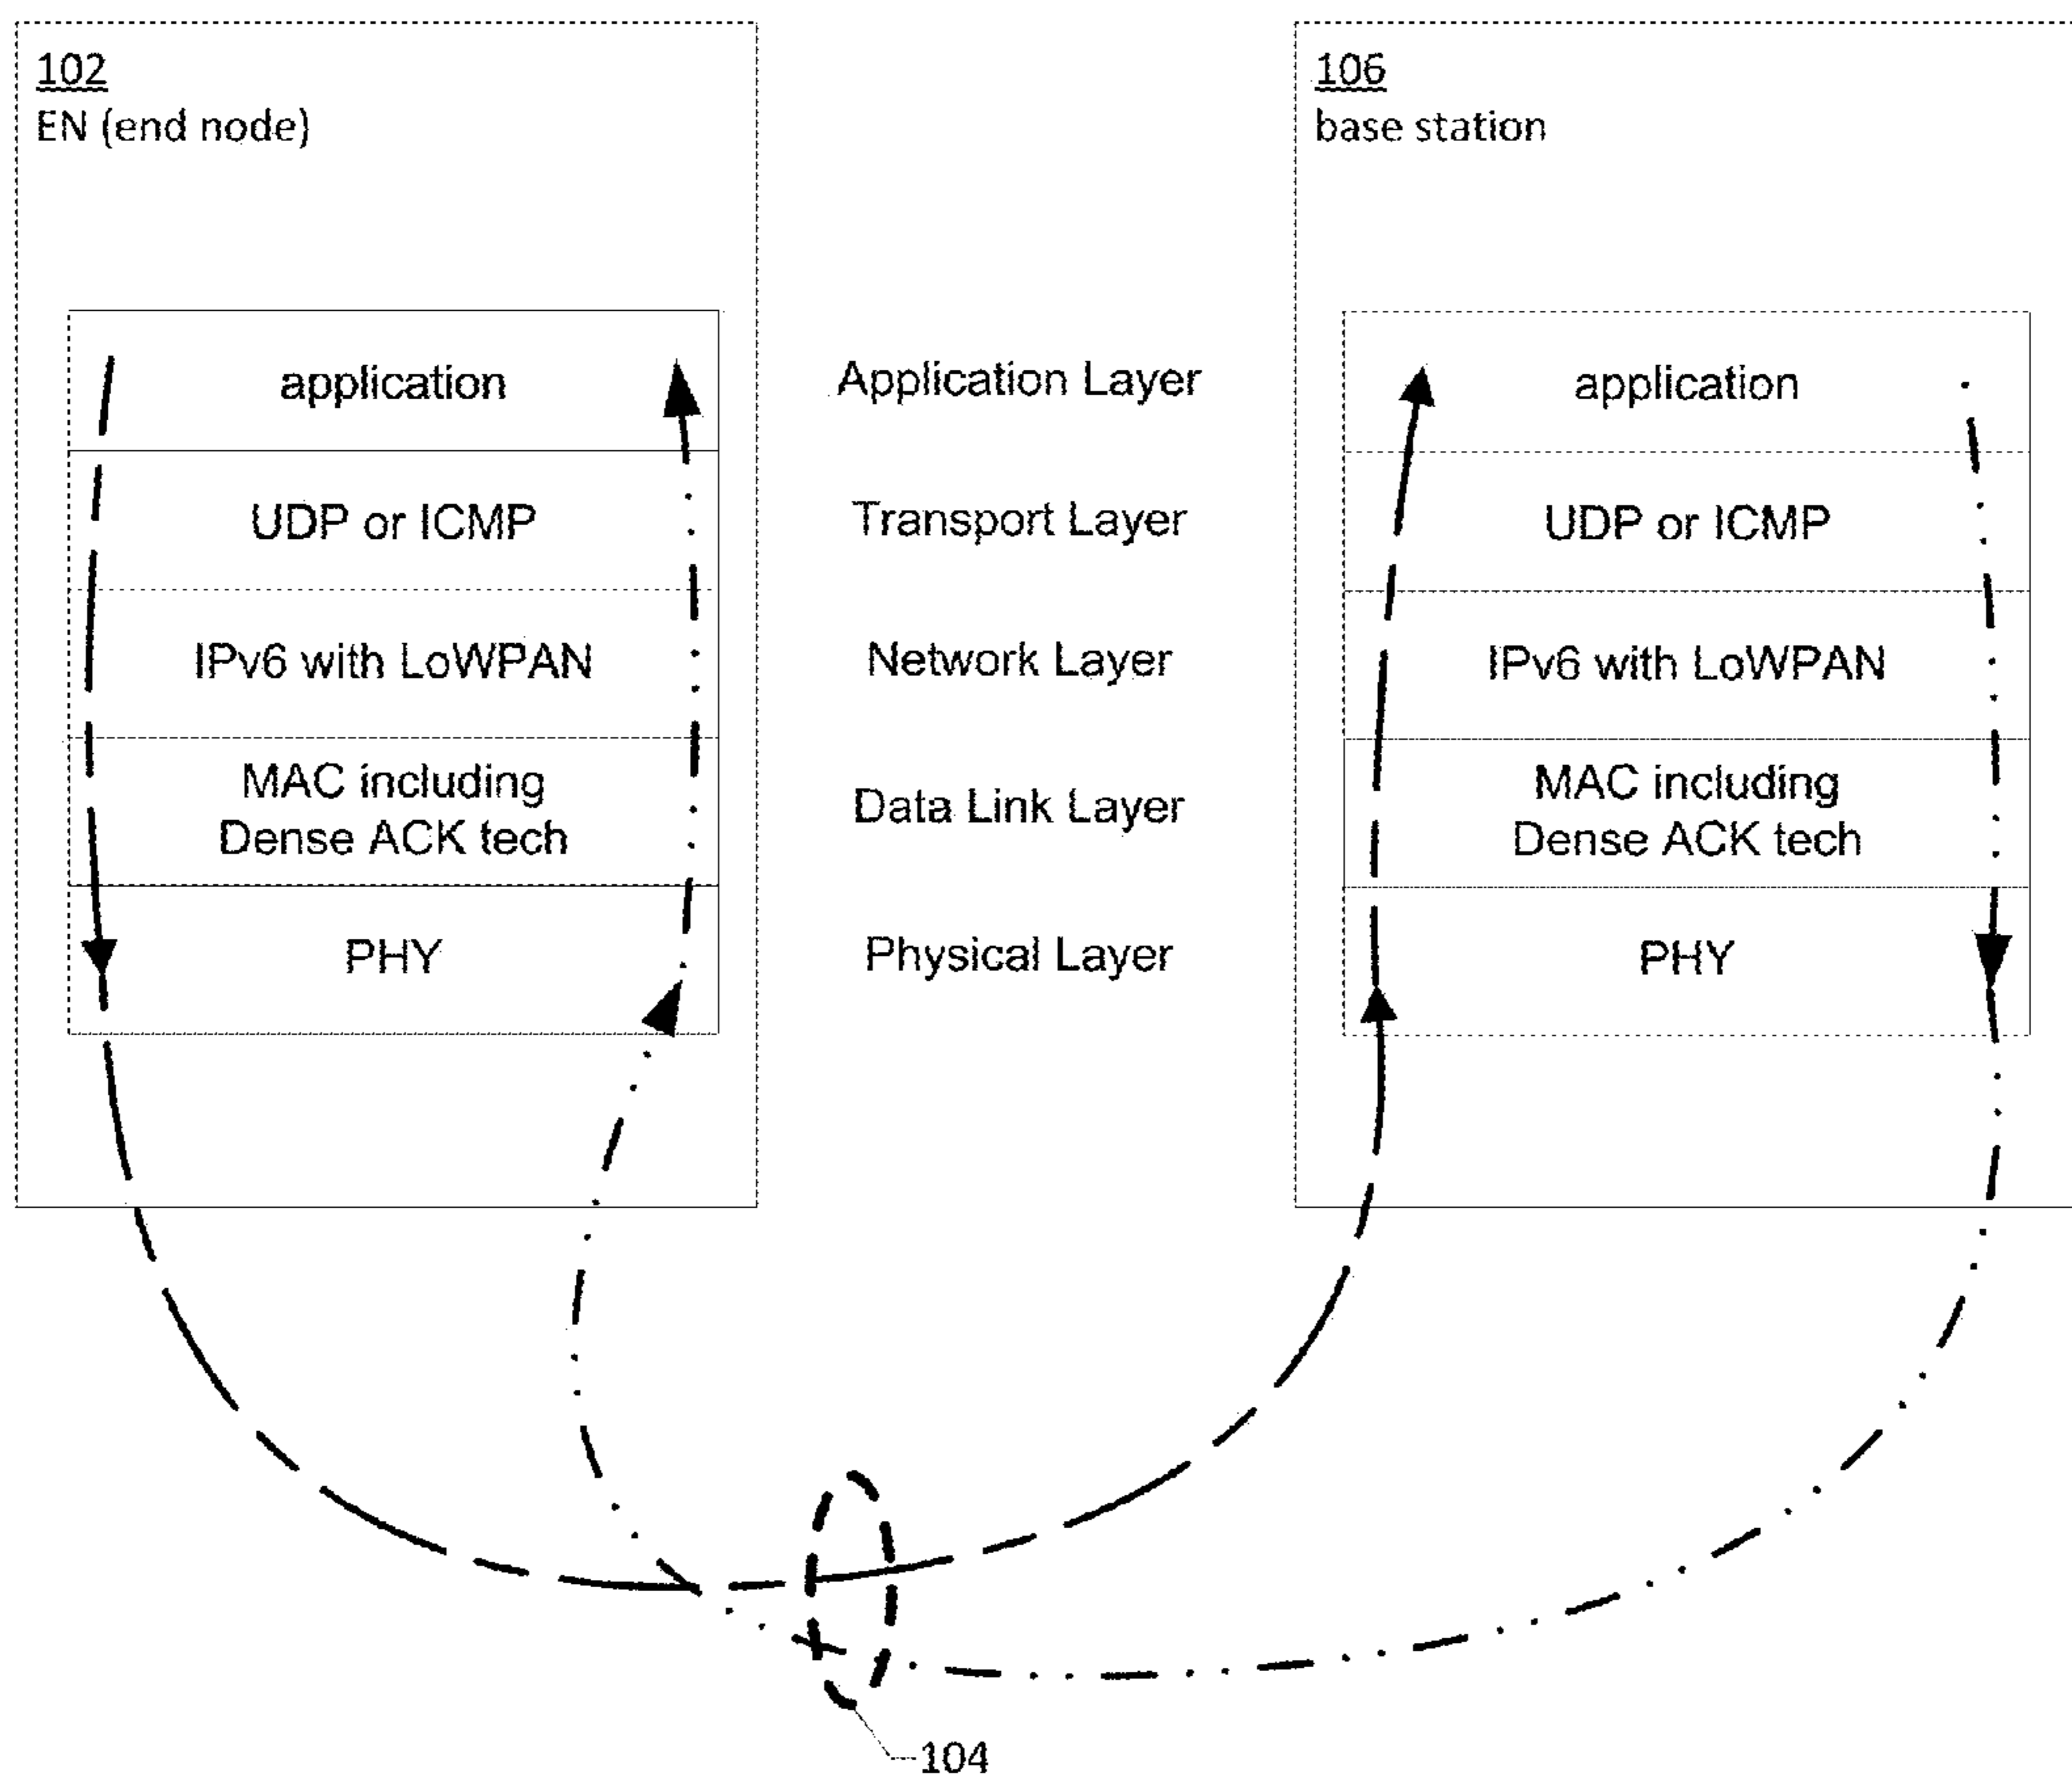 102
EN (end node)
106
base station
application
UDP or ICMP
IPv6 with LoWPAN
MAC including
Dense ACK tech
PHY
Application Layer
Transport Layer
Network Layer
Data Link Layer
Physical Layer
application
UDP or ICMP
IPv6 with LoWPAN
MAC including
Dense ACK tech
PHY
104